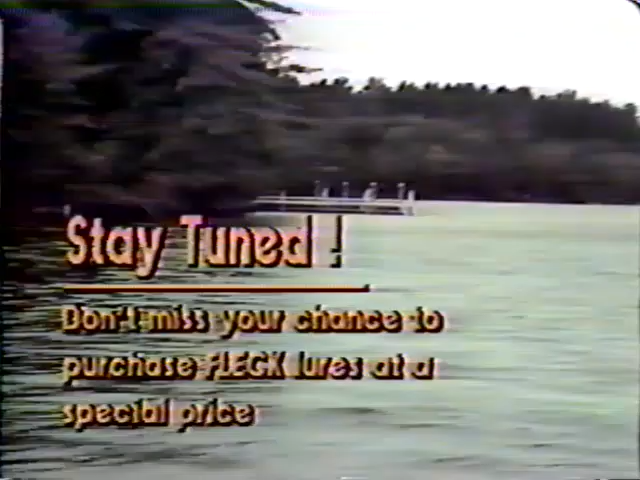 Stay Tuned !
Don't miss your chance to
purchase FLECK lures at a
special price